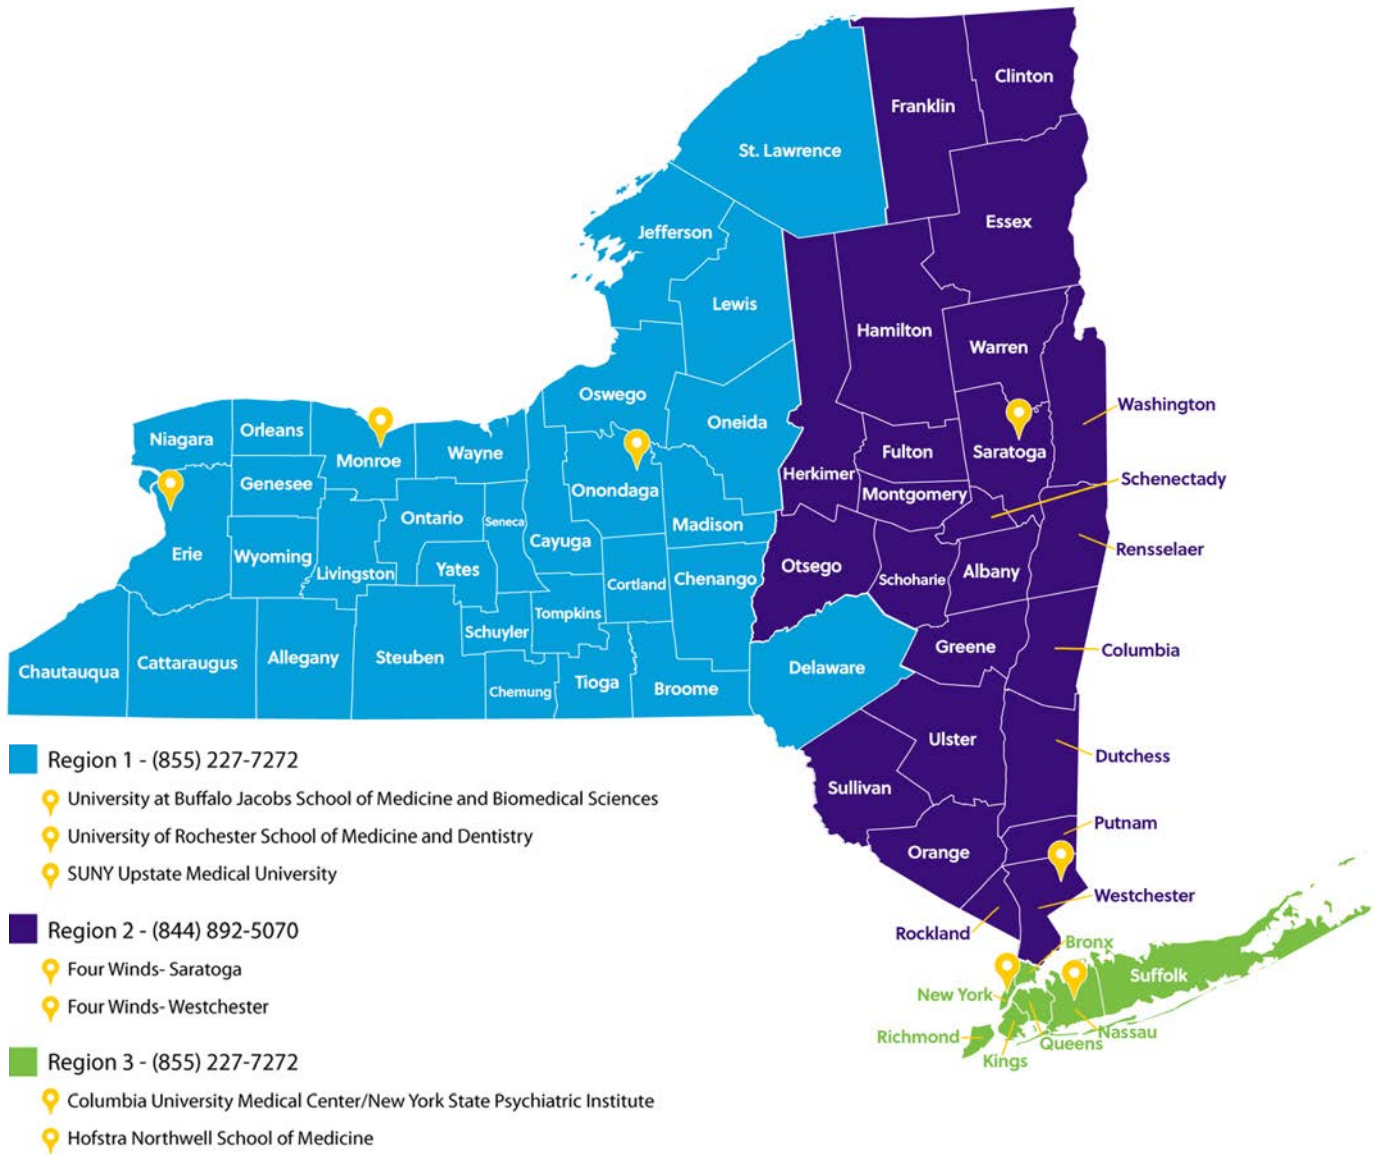 Clinton
Franklin
St. Lawrence
Essex
Jefferson
Lewis
Hamilton
Warren
Oswego
Washington
Oneida
Niagara
Orleans
Monroe
Wayne
Fulton
Saratoga
Herkimer
Schenectady
Genesee
Onondaga
Montgomery
Ontario
Seneca
Madison
Cayuga
Rensselaer
Erie
Wyoming
Livingston
Yates
Cortland
Chenango
Otsego
Schoharie
Albany
Tompkins
Schuyler
Greene
Columbia
Chautauqua
Cattaraugus
Allegany
Steuben
Delaware
Chemung
Tioga
Broome
Ulster
Dutchess
Sullivan
Putnam
Orange
Westchester
Rockland
Bronx
Suffolk
New York
Nassau
Richmond
Queens
Kings
Region 1 - (855) 227-7272
University at Buffalo Jacobs School of Medicine and Biomedical Sciences
University of Rochester School of Medicine and Dentistry
SUNY Upstate Medical University
Region 2 - (844) 892-5070
Four Winds- Saratoga
Four Winds- Westchester
Region 3 - (855) 227-7272
Columbia University Medical Center/New York State Psychiatric Institute
Hofstra Northwell School of Medicine